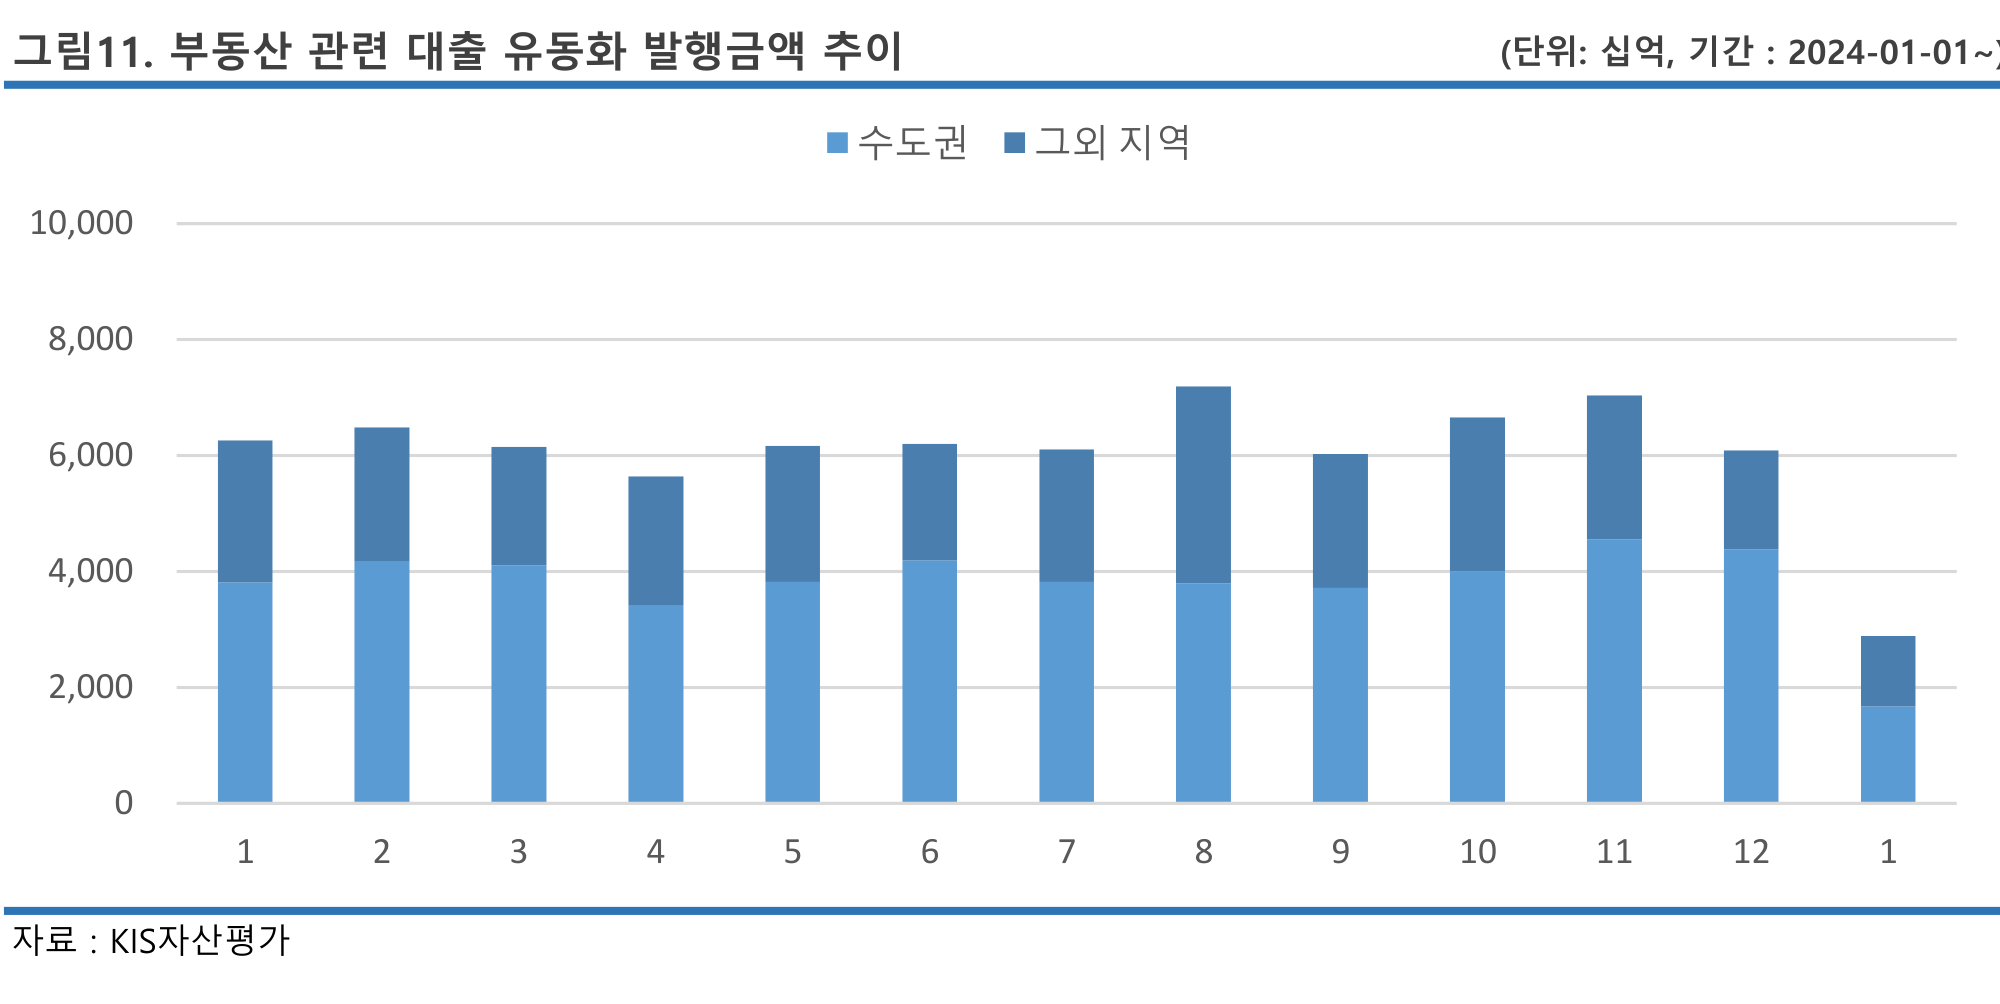 그림11. 부동산 관련 대출 유동화 발행금액 추이 (단위: 십억, 기간 : 2024-01-01~)
수도권 그외 지역
10,000
8,000
6,000
4,000
2,000
0
1 2 3 4 5 6 7 8 9 10 11 12 1
자료 : KIS자산평가